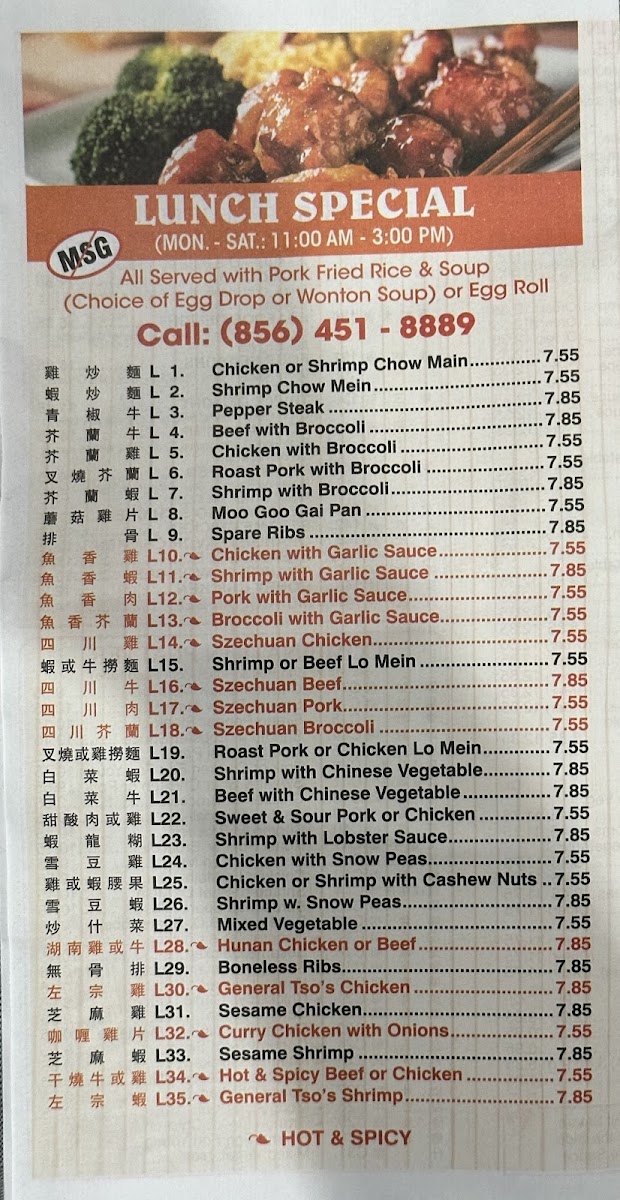 LUNCH SPECIAL
(MON. - SAT.: 11:00 AM - 3:00 PM)
MSG
All Served with Pork Fried Rice & Soup
(Choice of Egg Drop or Wonton Soup) or Egg Roll
Call: (856) 451 - 8889
雞炒麵 L 1. Chicken or Shrimp Chow Main.............7.55
蝦炒麵 L 2. Shrimp Chow Mein.............7.55
青椒牛 L 3. Pepper Steak.............7.85
芥蘭牛 L 4. Beef with Broccoli.............7.85
芥蘭雞 L 5. Chicken with Broccoli.............7.55
叉燒芥蘭 L 6. Roast Pork with Broccoli.............7.55
芥蘭蝦 L 7. Shrimp with Broccoli.............7.85
蘑菇雞片 L 8. Moo Goo Gai Pan.............7.55
排骨 L 9. Spare Ribs.............7.85
魚香雞 L10. Chicken with Garlic Sauce.............7.55
魚香蝦 L11. Shrimp with Garlic Sauce.............7.85
魚香肉 L12. Pork with Garlic Sauce.............7.55
魚香芥蘭 L13. Broccoli with Garlic Sauce.............7.55
四川雞 L14. Szechuan Chicken.............7.55
蝦或牛撈麵 L15. Shrimp or Beef Lo Mein.............7.55
四川牛 L16. Szechuan Beef.............7.85
四川肉 L17. Szechuan Pork.............7.55
四川芥蘭 L18. Szechuan Broccoli.............7.55
叉燒或雞撈麵 L19. Roast Pork or Chicken Lo Mein.............7.55
白菜蝦 L20. Shrimp with Chinese Vegetable.............7.85
白菜牛 L21. Beef with Chinese Vegetable.............7.85
甜酸肉或雞 L22. Sweet & Sour Pork or Chicken.............7.55
蝦龍糊 L23. Shrimp with Lobster Sauce.............7.85
雪豆雞 L24. Chicken with Snow Peas.............7.55
雞或蝦腰果 L25. Chicken or Shrimp with Cashew Nuts ..7.55
雪豆蝦 L26. Shrimp w. Snow Peas.............7.85
炒什菜 L27. Mixed Vegetable.............7.55
湖南雞或牛 L28. Hunan Chicken or Beef.............7.85
無骨排 L29. Boneless Ribs.............7.85
左宗雞 L30. General Tso's Chicken.............7.85
芝麻雞 L31. Sesame Chicken.............7.85
咖喱雞片 L32. Curry Chicken with Onions.............7.55
芝麻蝦 L33. Sesame Shrimp.............7.85
干燒牛或雞 L34. Hot & Spicy Beef or Chicken.............7.55
左宗蝦 L35. General Tso's Shrimp.............7.85
HOT & SPICY